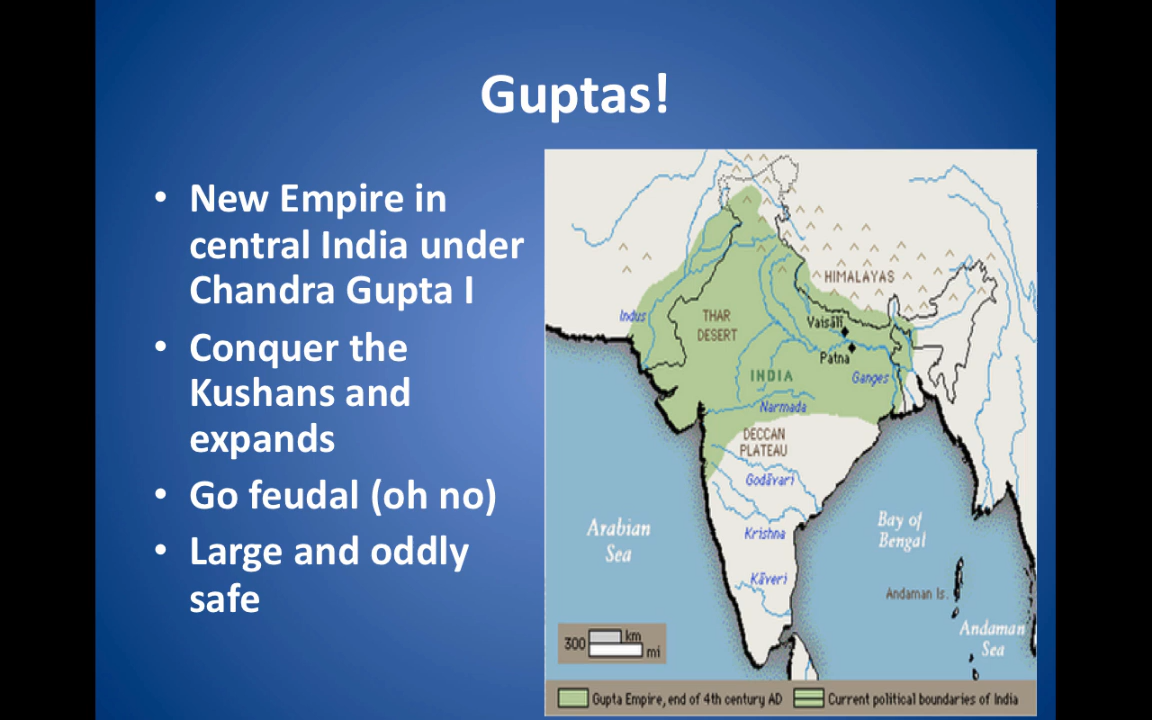 Guptas!
• New Empire in
central India under
Chandra Gupta I
• Conquer the
Kushans and
expands
• Go feudal (oh no)
• Large and oddly
safe
HIMALAYAS
Indus
THAR
DESERT
Vaisāli
Patna
INDIA
Ganges
Narmada
DECCAN
PLATEAU
Godāvari
Arabian
Sea
Krishna
Bay of
Bengal
Kāveri
Andaman Is.
Andaman
Sea
300 km
mi
Gupta Empire, end of 4th century AD
Current political boundaries of India